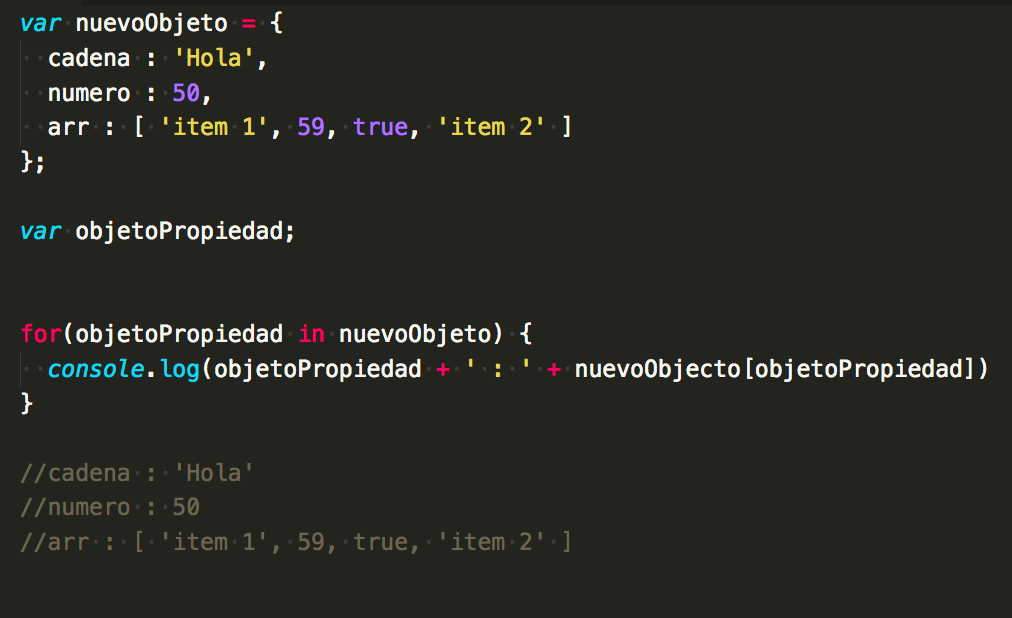 var nuevoObjeto = {
  cadena : 'Hola',
  numero : 50,
  arr : [ 'item 1', 59, true, 'item 2' ]
};
var objetoPropiedad;
for(objetoPropiedad in nuevoObjeto) {
  console.log(objetoPropiedad + ' : ' + nuevoObjecto[objetoPropiedad])
}
//cadena : 'Hola'
//numero : 50
//arr : [ 'item 1', 59, true, 'item 2' ]